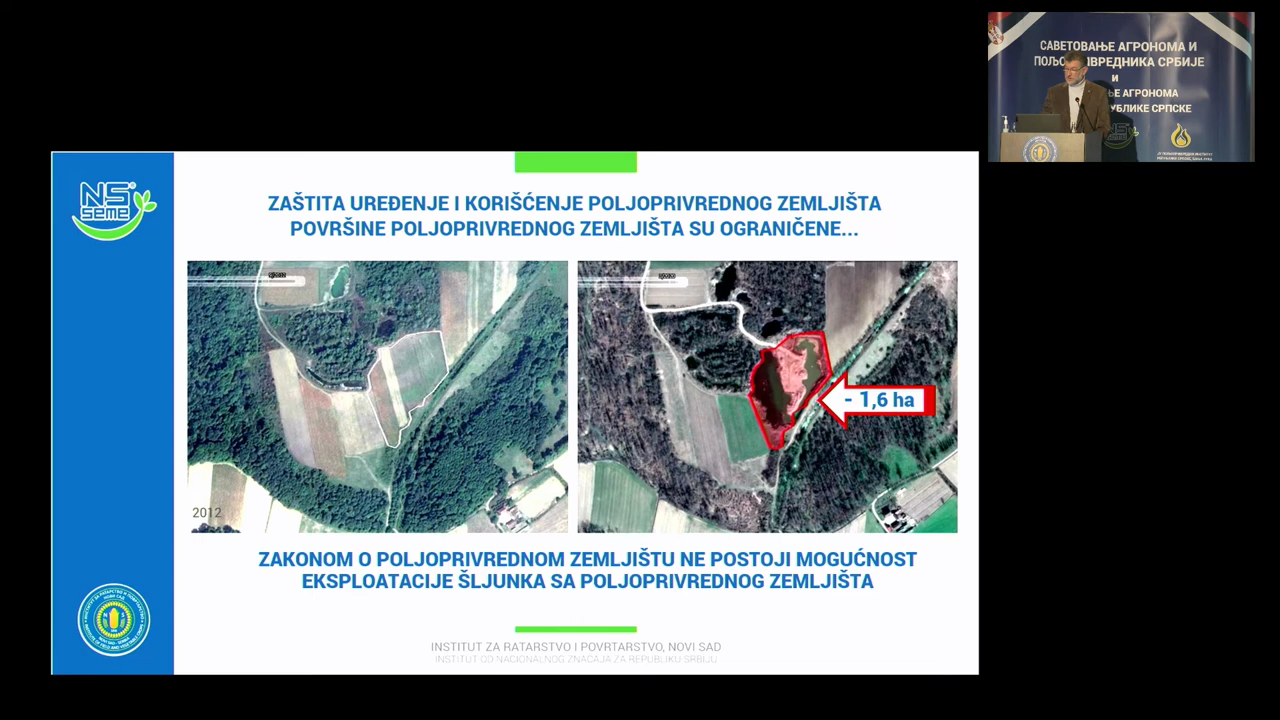 NS®
seme
ZAŠTITA UREĐENJE I KORIŠĆENJE POLJOPRIVREDNOG ZEMLJIŠTA
POVRŠINE POLJOPRIVREDNOG ZEMLJIŠTA SU OGRANIČENE...
2012
- 1,6 ha
ZAKONOM O POLJOPRIVREDNOM ZEMLJIŠTU NE POSTOJI MOGUĆNOST
EKSPLOATACIJE ŠLJUNKA SA POLJOPRIVREDNOG ZEMLJIŠTA
INSTITUT ZA RATARSTVO I POVRTARSTVO, NOVI SAD
INSTITUT OD NACIONALNOG ZNAČAJA ZA REPUBLIKU SRBIJU
САВЕТОВАЊЕ АГРОНОМА И
СРБИЈЕ
И
АГРОНОМА
СРПСКЕ